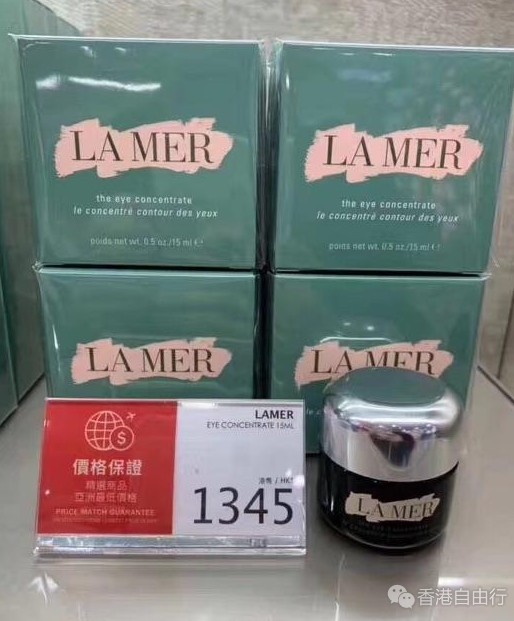 LA MER
the eye concentrate
le concentré contour des yeux
poids net wt. 0.5 oz./15 ml ℮
LA MER
the eye concentrate
le concentré contour des yeux
poids net wt. 0.5 oz./15 ml ℮
LA MER
LA MER
價格保證
精選商品
亞洲最低價格
PRICE MATCH GUARANTEE
LAMER
EYE CONCENTRATE 15ML
港幣 / HK$
1345
LA MER
香港自由行